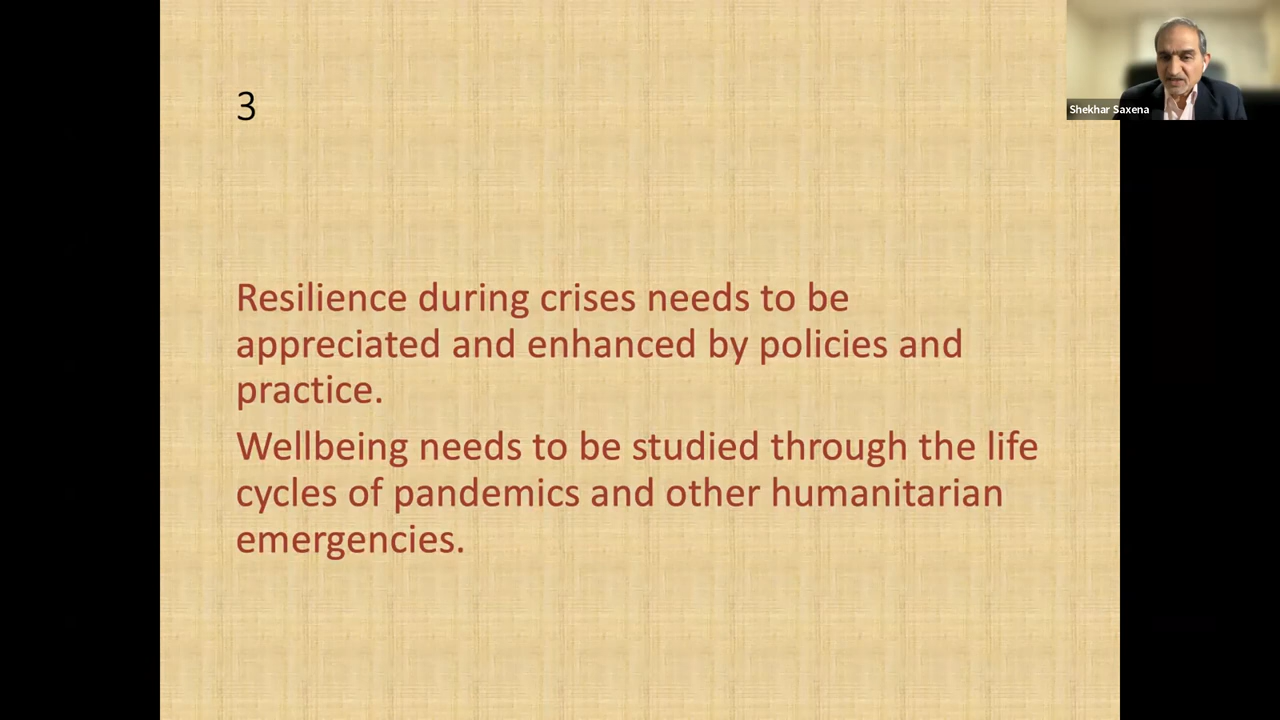 3
Shekhar Saxena
Resilience during crises needs to be
appreciated and enhanced by policies and
practice.
Wellbeing needs to be studied through the life
cycles of pandemics and other humanitarian
emergencies.